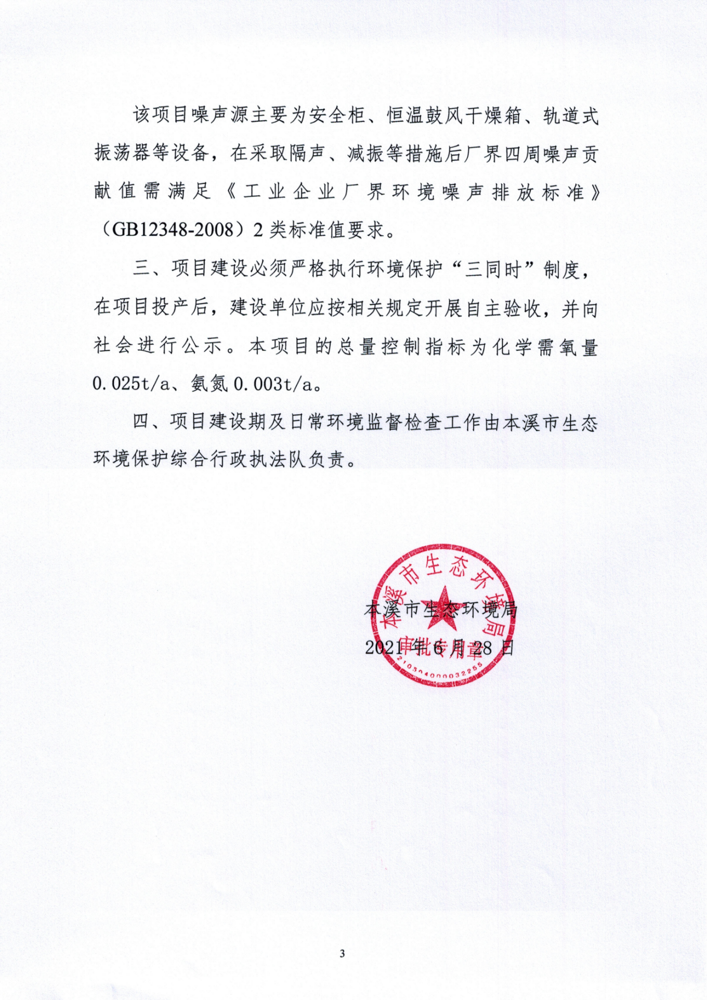 该项目噪声源主要为安全柜、恒温鼓风干燥箱、轨道式
振荡器等设备，在采取隔声、减振等措施后厂界四周噪声贡
献值需满足《工业企业厂界环境噪声排放标准》
（GB12348-2008）2 类标准值要求。
三、项目建设必须严格执行环境保护“三同时”制度，
在项目投产后，建设单位应按相关规定开展自主验收，并向
社会进行公示。本项目的总量控制指标为化学需氧量
0.025t/a、氨氮 0.003t/a。
四、项目建设期及日常环境监督检查工作由本溪市生态
环境保护综合行政执法队负责。
本溪市生态环境局
本溪市生态环境局
2021 年 6 月 28 日
审批专用章
210504000032255
3